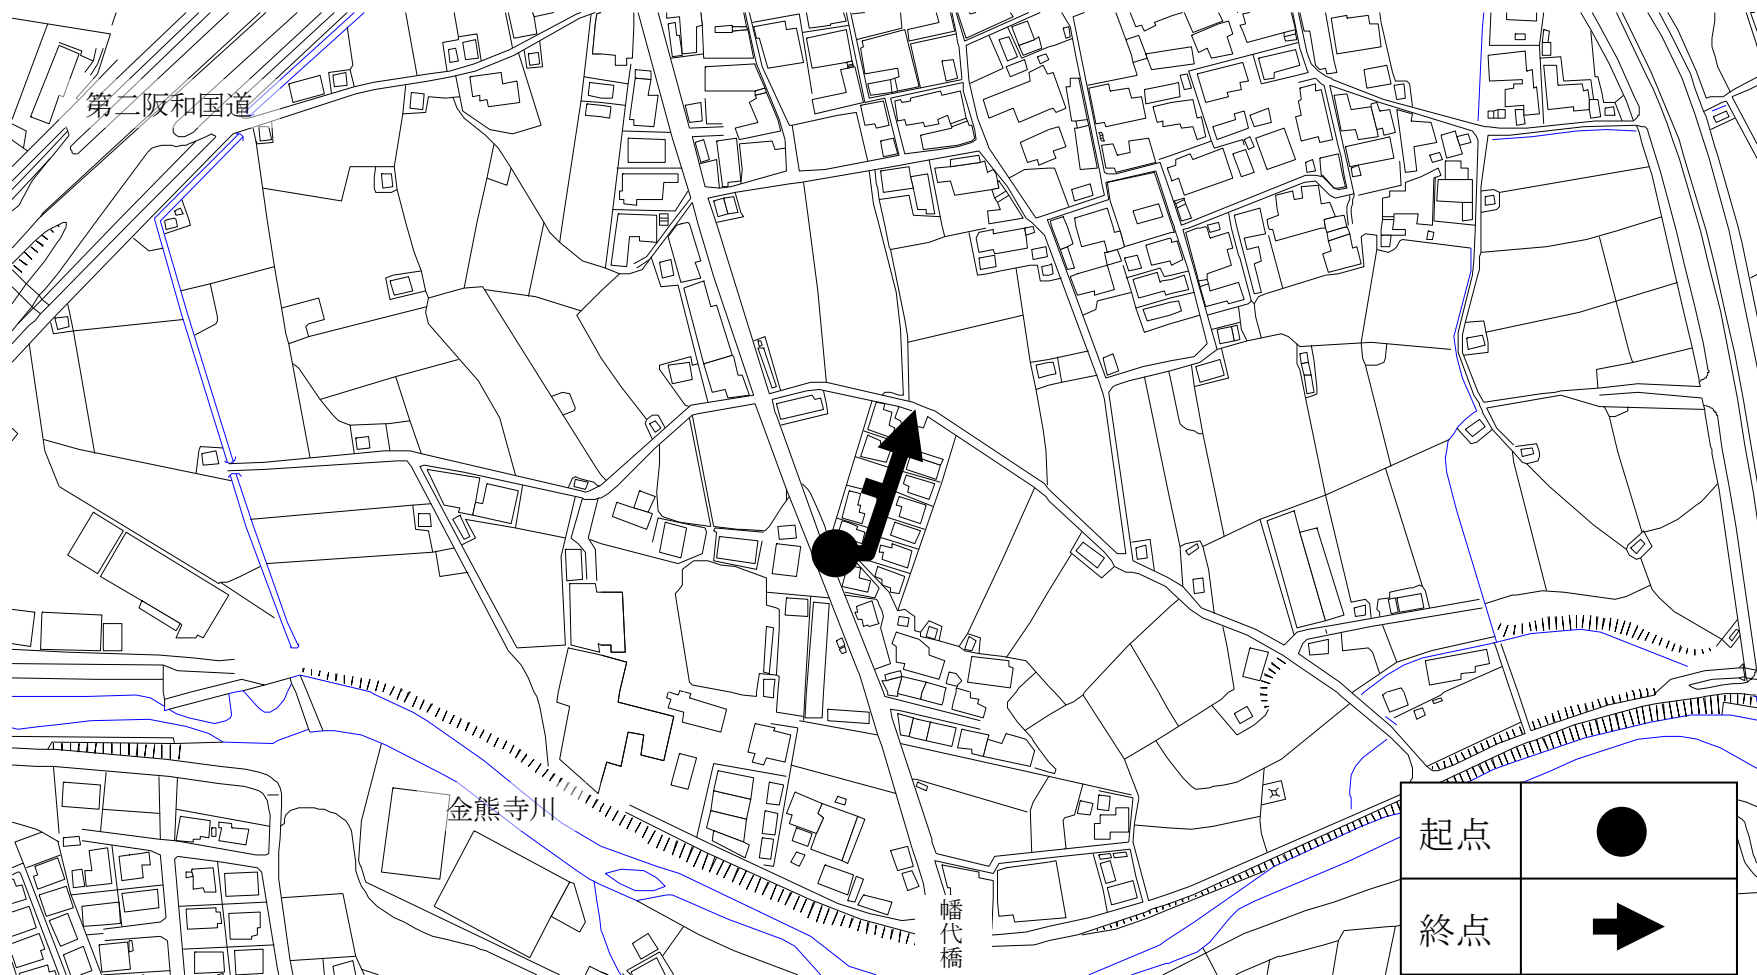 第二阪和国道
金熊寺川
幡代橋
起点
終点